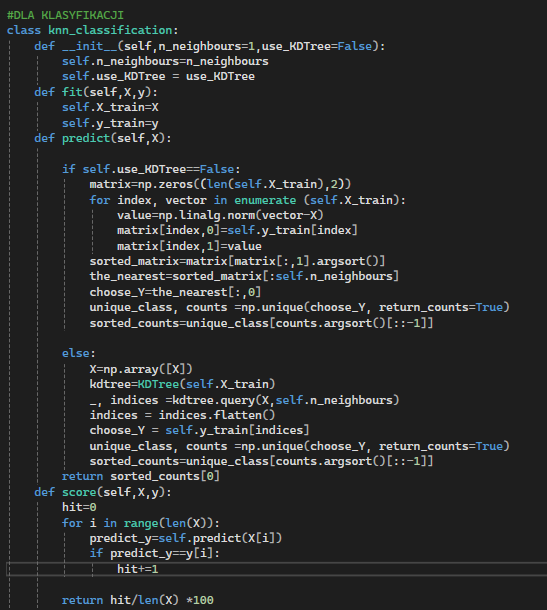 #DLA KLASYFIKACJI
class knn_classification:
    def __init__(self,n_neighbours=1,use_KDTree=False):
        self.n_neighbours=n_neighbours
        self.use_KDTree = use_KDTree
    def fit(self,X,y):
        self.X_train=X
        self.y_train=y
    def predict(self,X):

        if self.use_KDTree==False:
            matrix=np.zeros((len(self.X_train),2))
            for index, vector in enumerate (self.X_train):
                value=np.linalg.norm(vector-X)
                matrix[index,0]=self.y_train[index]
                matrix[index,1]=value
            sorted_matrix=matrix[matrix[:,1].argsort()]
            the_nearest=sorted_matrix[:self.n_neighbours]
            choose_Y=the_nearest[:,0]
            unique_class, counts =np.unique(choose_Y, return_counts=True)
            sorted_counts=unique_class[counts.argsort()[::-1]]

        else:
            X=np.array([X])
            kdtree=KDTree(self.X_train)
            _, indices =kdtree.query(X,self.n_neighbours)
            indices = indices.flatten()
            choose_Y = self.y_train[indices]
            unique_class, counts =np.unique(choose_Y, return_counts=True)
            sorted_counts=unique_class[counts.argsort()[::-1]]
        return sorted_counts[0]
    def score(self,X,y):
        hit=0
        for i in range(len(X)):
            predict_y=self.predict(X[i])
            if predict_y==y[i]:
                hit+=1

        return hit/len(X) *100